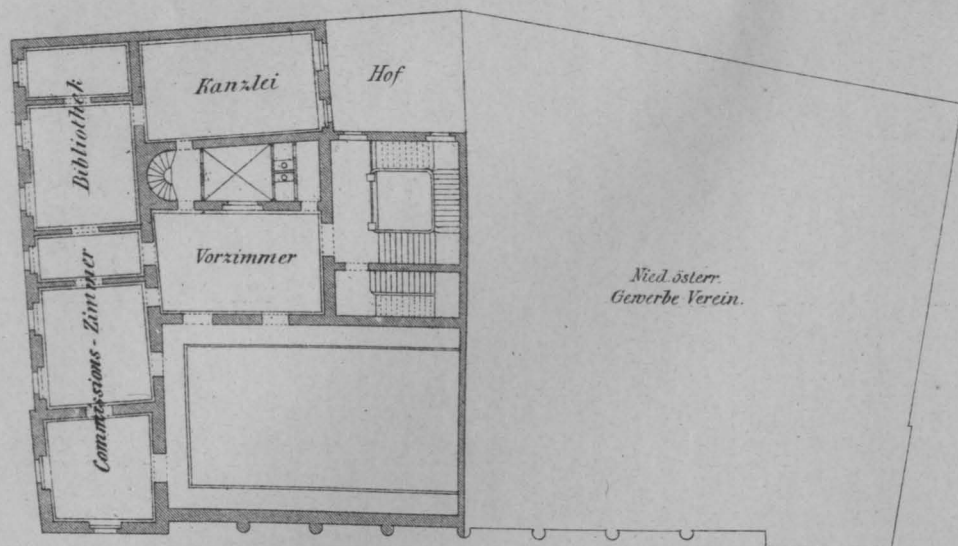 Kanzlei
Hof
Bibliothek
Vorzimmer
Nied. österr.
Gewerbe Verein.
Commissions-Zimmer